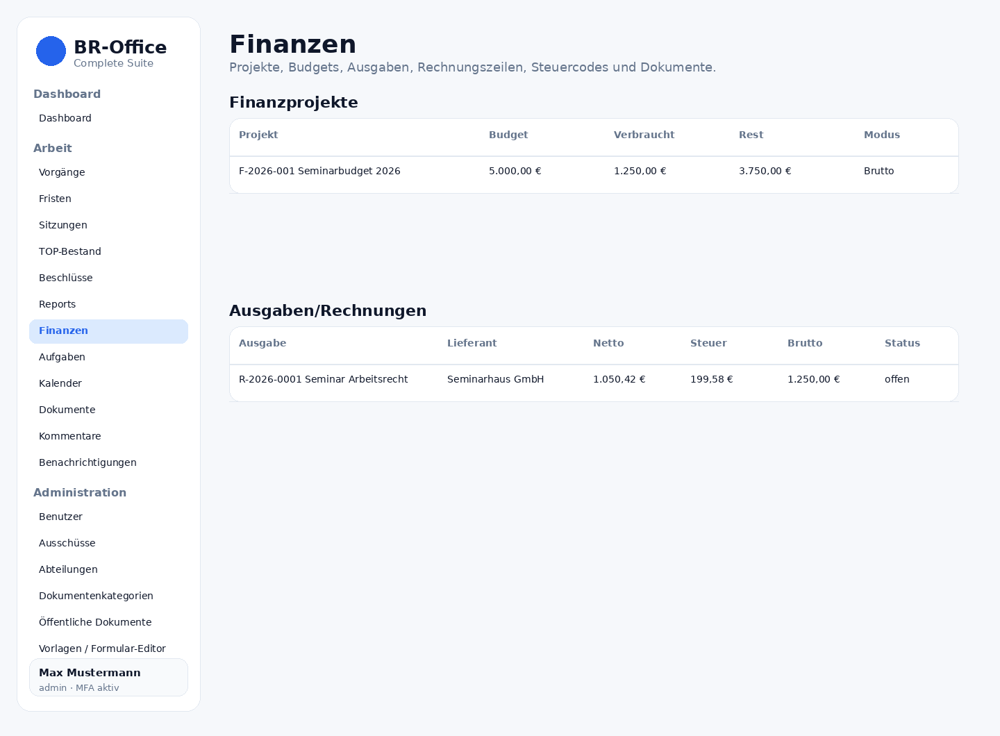 BR-Office
Complete Suite
Dashboard
Dashboard
Arbeit
Vorgänge
Fristen
Sitzungen
TOP-Bestand
Beschlüsse
Reports
Finanzen
Aufgaben
Kalender
Dokumente
Kommentare
Benachrichtigungen
Administration
Benutzer
Ausschüsse
Abteilungen
Dokumentenkategorien
Öffentliche Dokumente
Vorlagen / Formular-Editor
Max Mustermann
admin · MFA aktiv
Finanzen
Projekte, Budgets, Ausgaben, Rechnungszeilen, Steuercodes und Dokumente.
Finanzprojekte
Projekt Budget Verbraucht Rest Modus
F-2026-001 Seminarbudget 2026 5.000,00 € 1.250,00 € 3.750,00 € Brutto
Ausgaben/Rechnungen
Ausgabe Lieferant Netto Steuer Brutto Status
R-2026-0001 Seminar Arbeitsrecht Seminarhaus GmbH 1.050,42 € 199,58 € 1.250,00 € offen